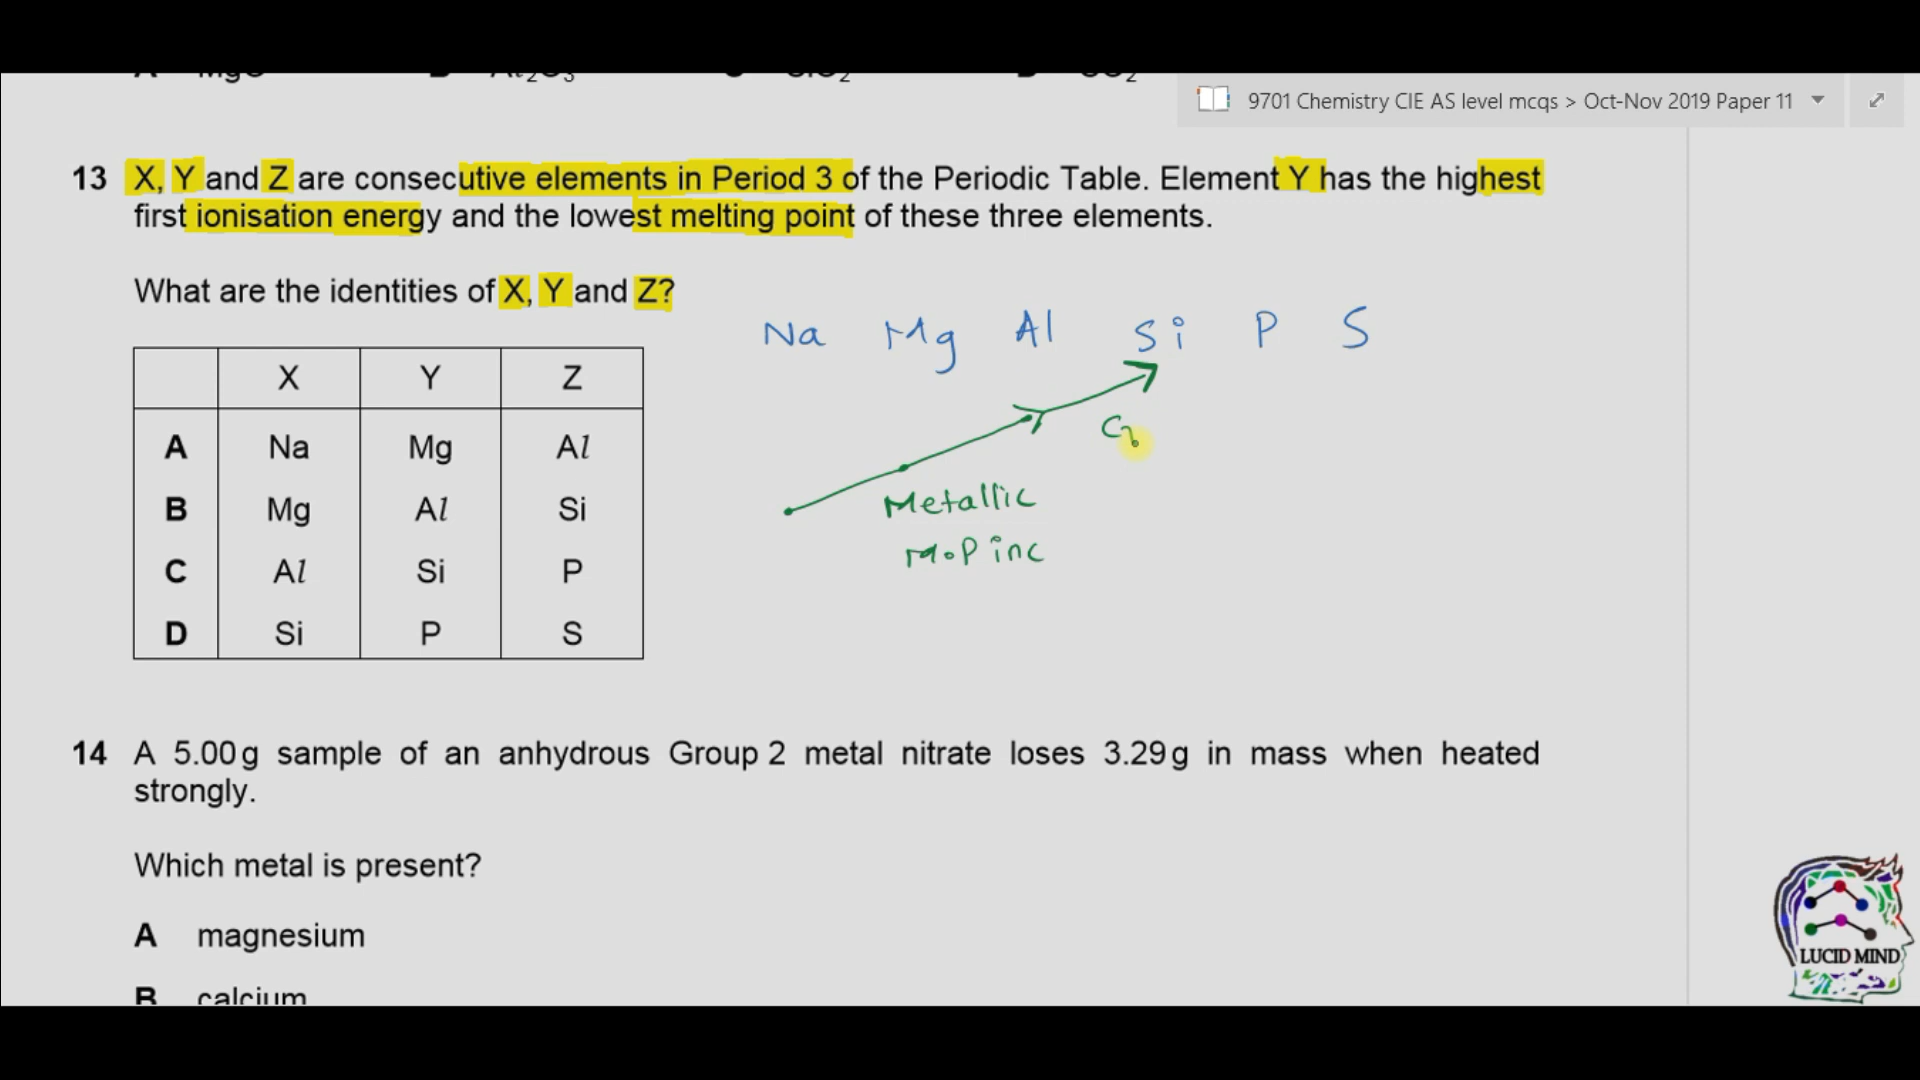 9701 Chemistry CIE AS level mcqs > Oct-Nov 2019 Paper 11
13 X, Y and Z are consecutive elements in Period 3 of the Periodic Table. Element Y has the highest
first ionisation energy and the lowest melting point of these three elements.
What are the identities of X, Y and Z?
Na Mg Al Si P S
X Y Z
A Na Mg Al
B Mg Al Si
C Al Si P
D Si P S
Metallic
M.P inc
14 A 5.00 g sample of an anhydrous Group 2 metal nitrate loses 3.29 g in mass when heated
strongly.
Which metal is present?
A magnesium
B calcium
LUCID MIND